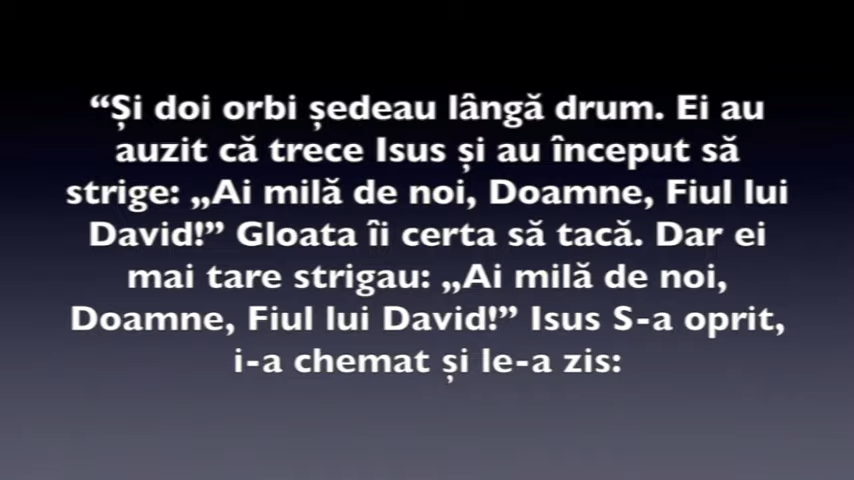 “Și doi orbi ședeau lângă drum. Ei au
auzit că trece Isus și au început să
strige: „Ai milă de noi, Doamne, Fiul lui
David!” Gloata îi certa să tacă. Dar ei
mai tare strigau: „Ai milă de noi,
Doamne, Fiul lui David!” Isus S-a oprit,
i-a chemat și le-a zis: